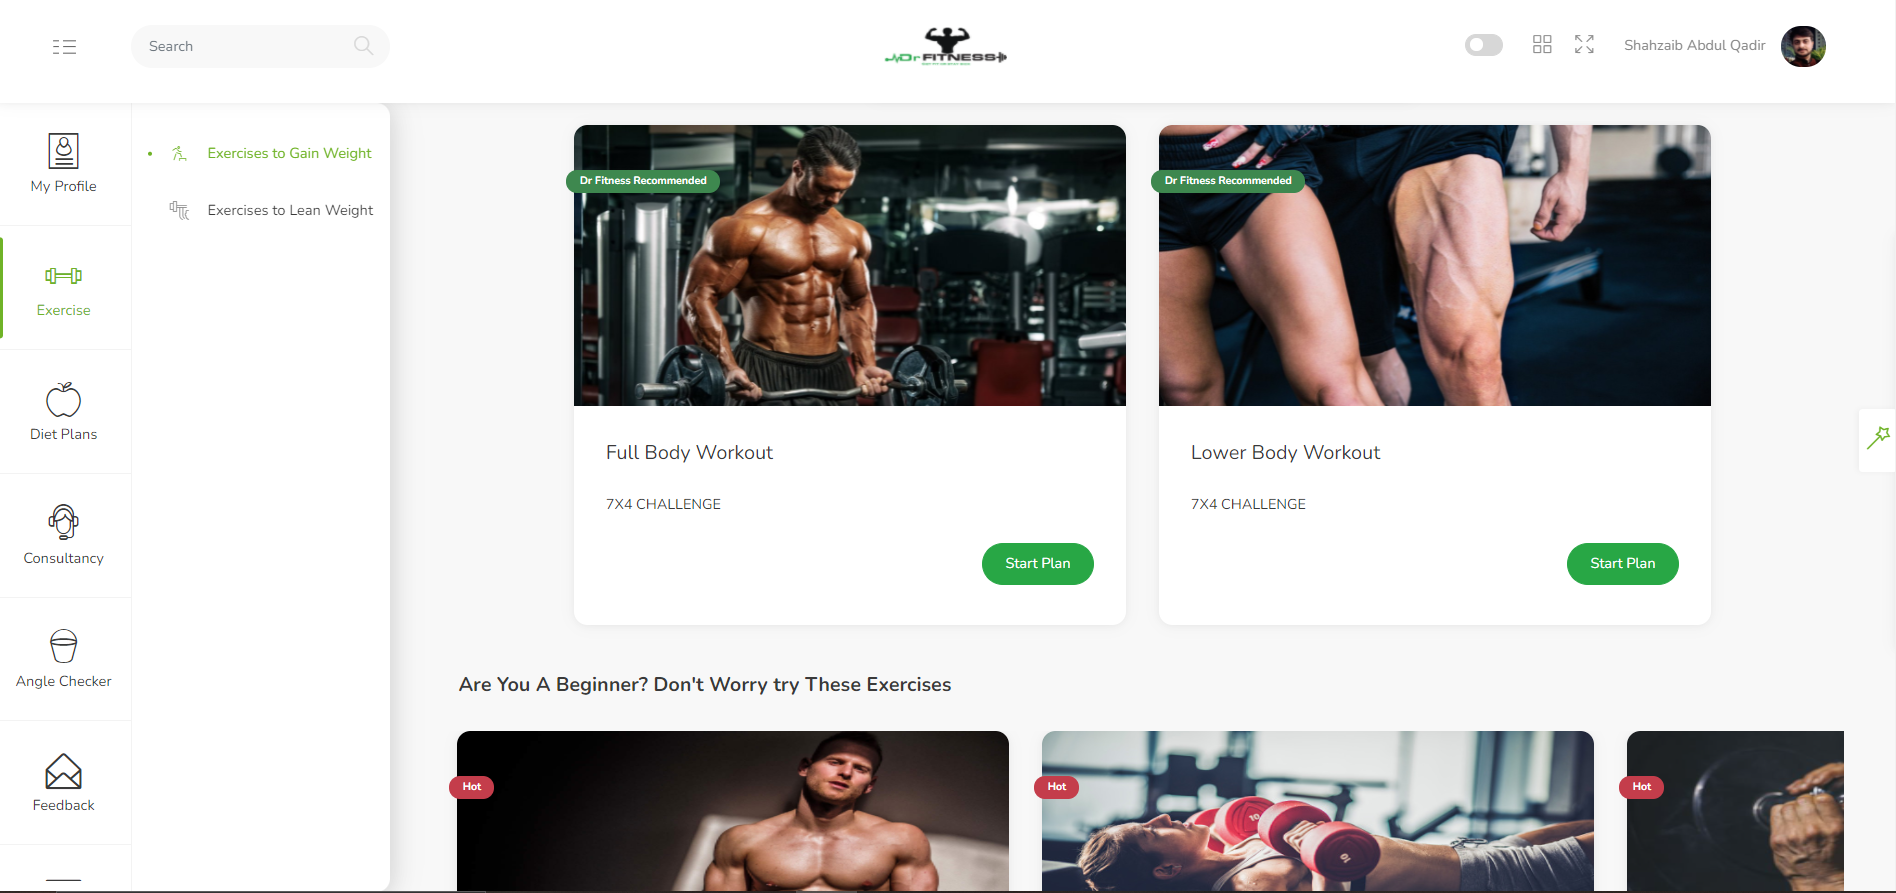 Search
Dr FITNESS
Shahzaib Abdul Qadir
My Profile
Exercise
Diet Plans
Consultancy
Angle Checker
Feedback
Exercises to Gain Weight
Exercises to Lean Weight
Dr Fitness Recommended
Full Body Workout
7X4 CHALLENGE
Start Plan
Dr Fitness Recommended
Lower Body Workout
7X4 CHALLENGE
Start Plan
Are You A Beginner? Don't Worry try These Exercises
Hot
Hot
10
10
Hot